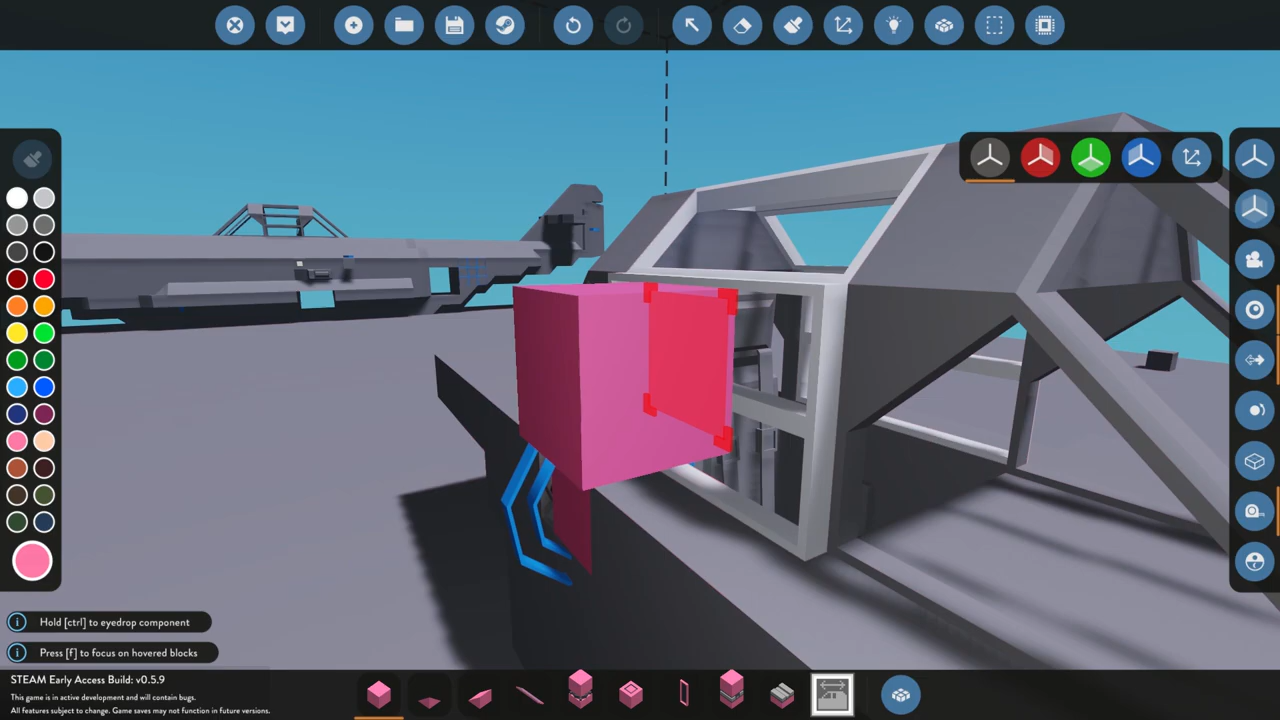 Hold [ctrl] to eyedrop component
Press [f] to focus on hovered blocks
STEAM Early Access Build: v0.5.9
This game is in active development and will contain bugs.
All features subject to change. Game saves may not function in future versions.